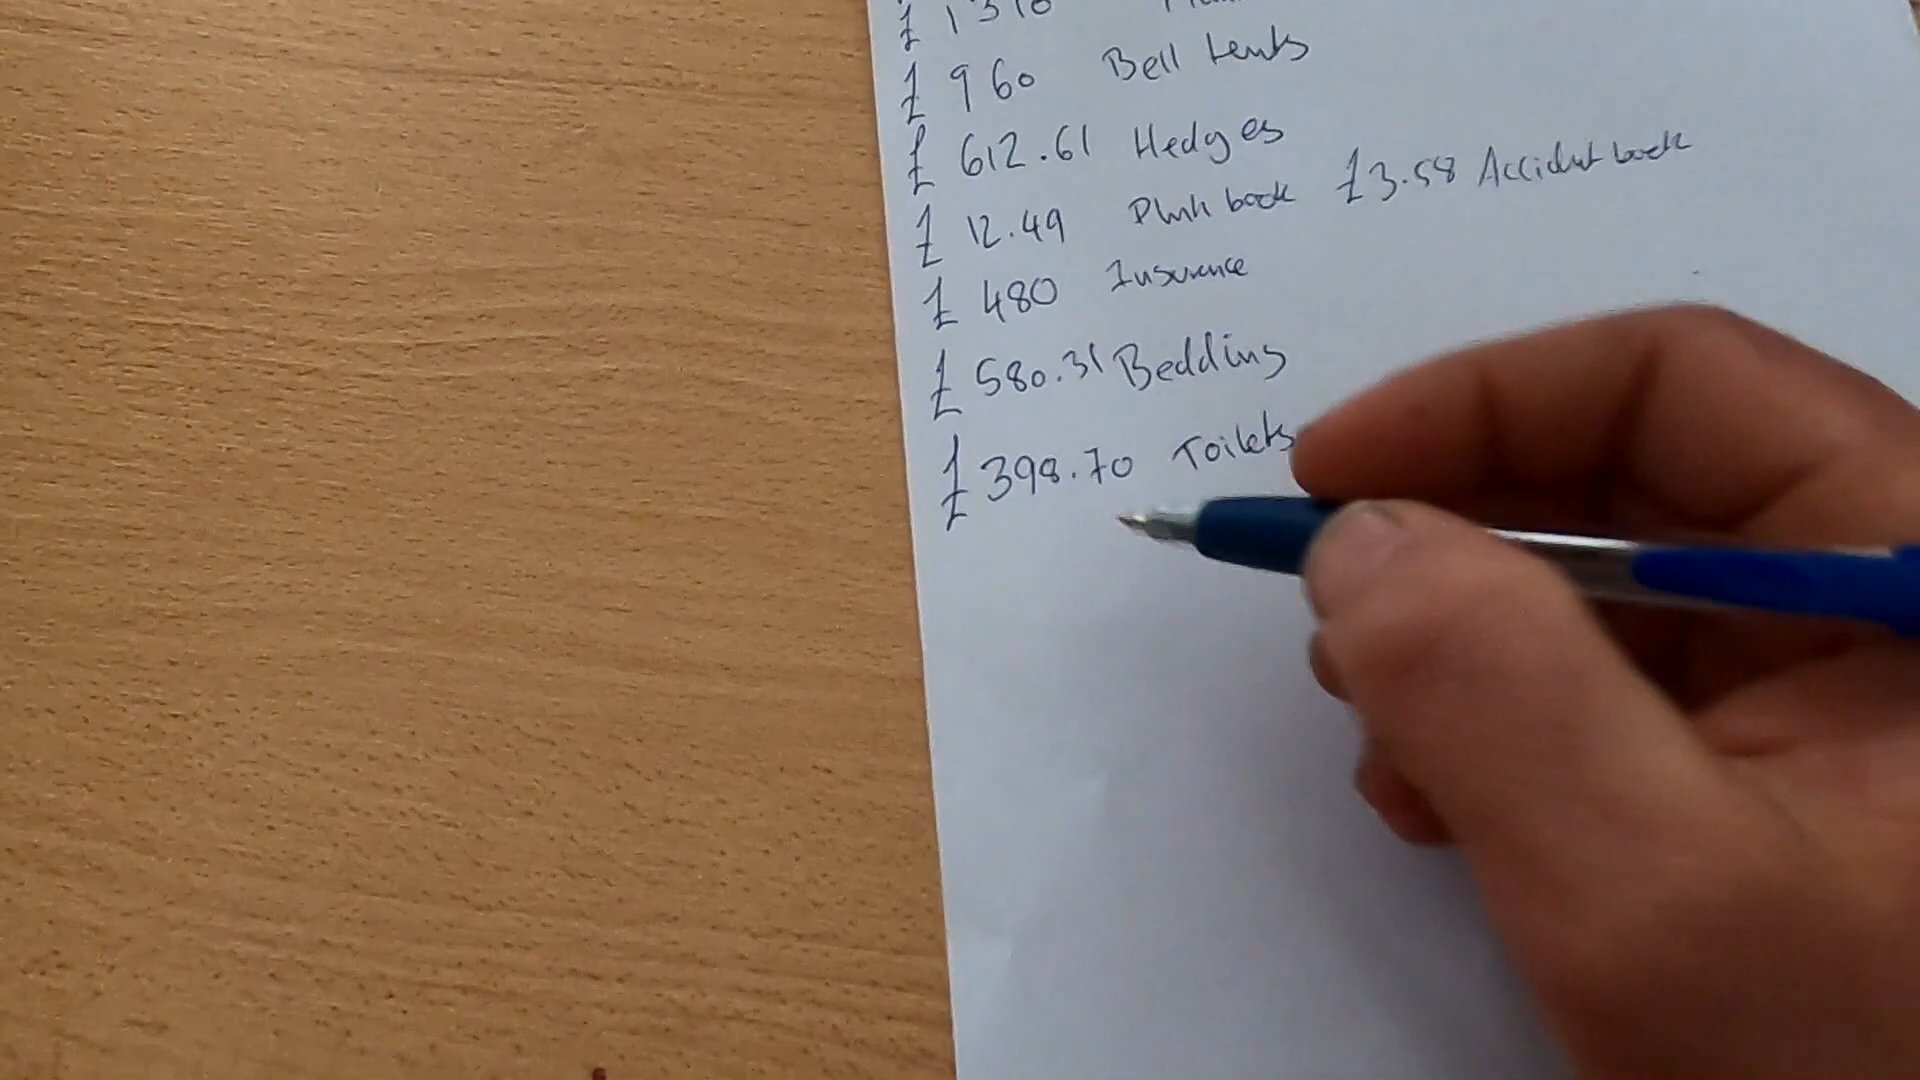 £ 1310
£ 960 Bell tents
£ 612.61 Hedges
£ 12.49 book £3.58 Accident book
£ 480 Insurance
£ 580.31 Bedding
£ 398.70 Toilets